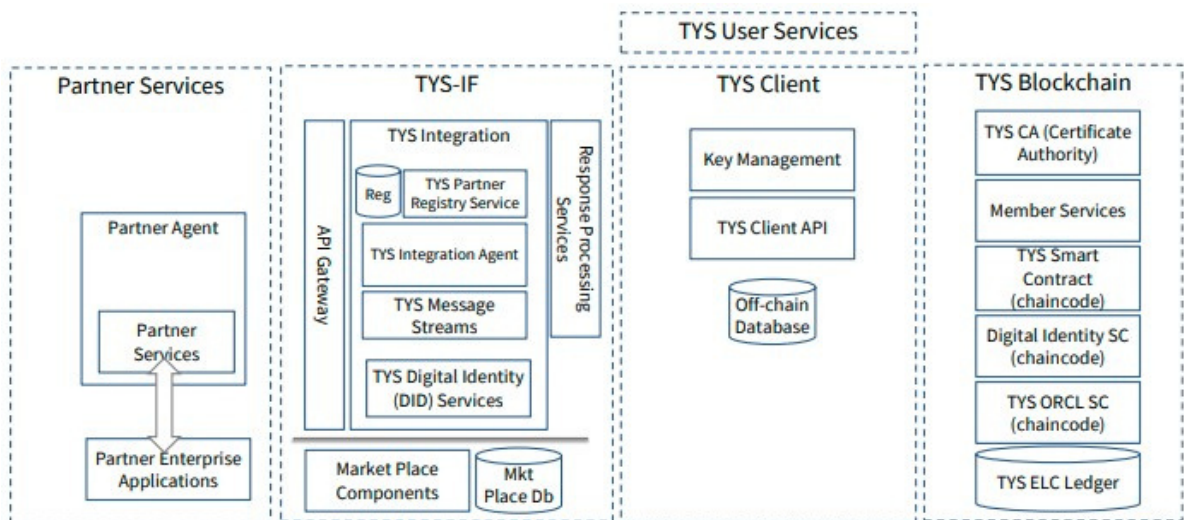 TYS User Services
Partner Services
Partner Agent
Partner
Services
Partner Enterprise
Applications
TYS-IF
API Gateway
TYS Integration
Reg
TYS Partner
Registry Service
TYS Integration Agent
TYS Message
Streams
TYS Digital Identity
(DID) Services
Response Processing
Services
Market Place
Components
Mkt
Place Db
TYS Client
Key Management
TYS Client API
Off-chain
Database
TYS Blockchain
TYS CA (Certificate
Authority)
Member Services
TYS Smart
Contract
(chaincode)
Digital Identity SC
(chaincode)
TYS ORCL SC
(chaincode)
TYS ELC Ledger